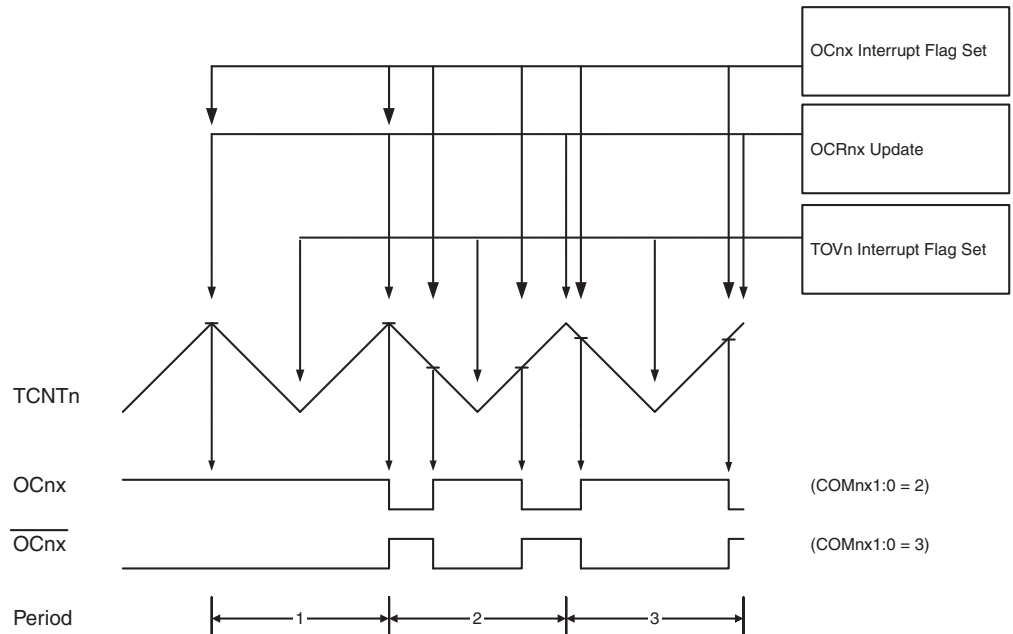 OCnx Interrupt Flag Set
OCRnx Update
TOVn Interrupt Flag Set
TCNTn
OCnx (COMnx1:0 = 2)
OCnx (COMnx1:0 = 3)
Period 1 2 3